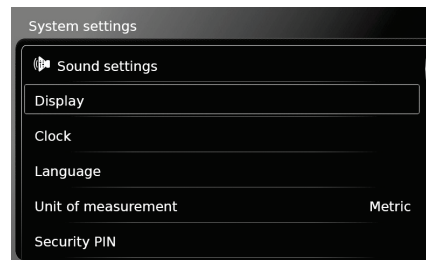 System settings
Sound settings
Display
Clock
Language
Unit of measurement Metric
Security PIN